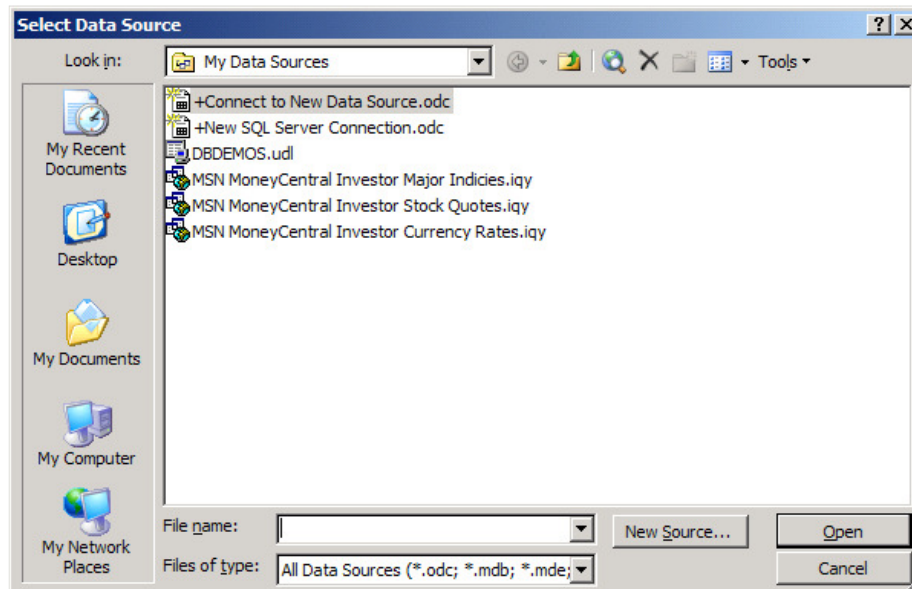 Select Data Source
Look in: My Data Sources Tools
+Connect to New Data Source.odc
+New SQL Server Connection.odc
DBDEMOS.udl
MSN MoneyCentral Investor Major Indicies.iqy
MSN MoneyCentral Investor Stock Quotes.iqy
MSN MoneyCentral Investor Currency Rates.iqy
My Recent
Documents
Desktop
My Documents
My Computer
My Network
Places
File name: New Source... Open
Files of type: All Data Sources (*.odc; *.mdb; *.mde; Cancel